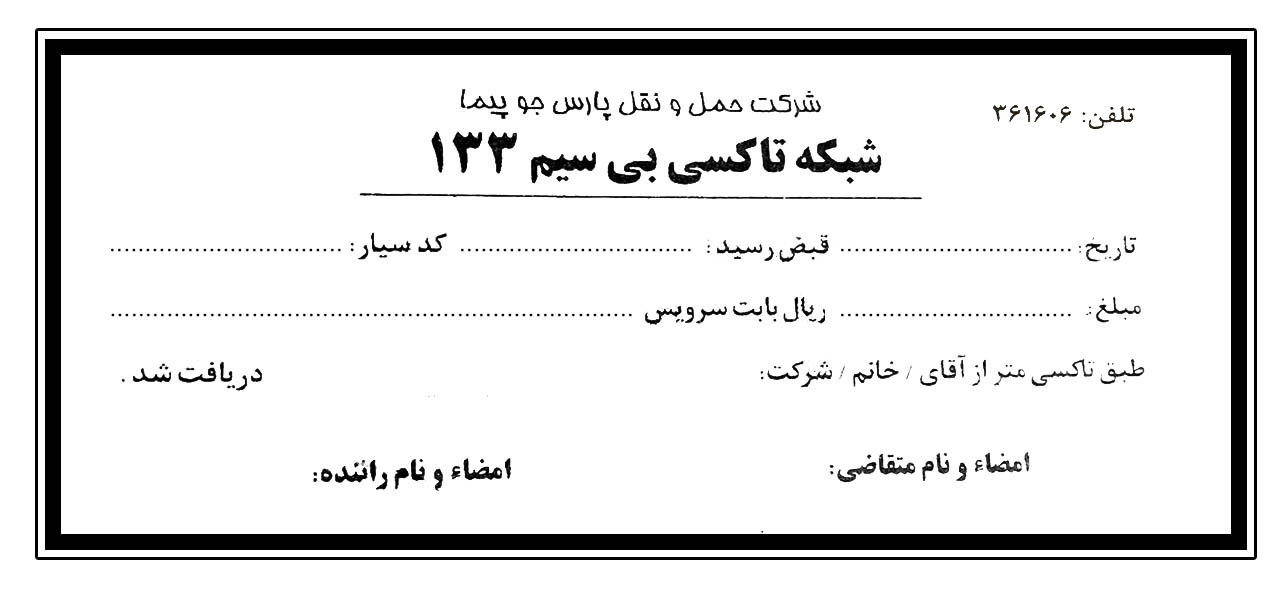 شرکت حمل و نقل پارس جو پیما
تلفن: ۳۶۱۶۰۶
شبکه تاکسی بی سیم ۱۳۳
تاریخ: ................................ قبض رسید: ................................ کد سیار: ................................
مبلغ: ................................ ریال بابت سرویس ................................................................
طبق تاکسی متر از آقای / خانم / شرکت: دریافت شد .
امضاء و نام متقاضی: امضاء و نام راننده: